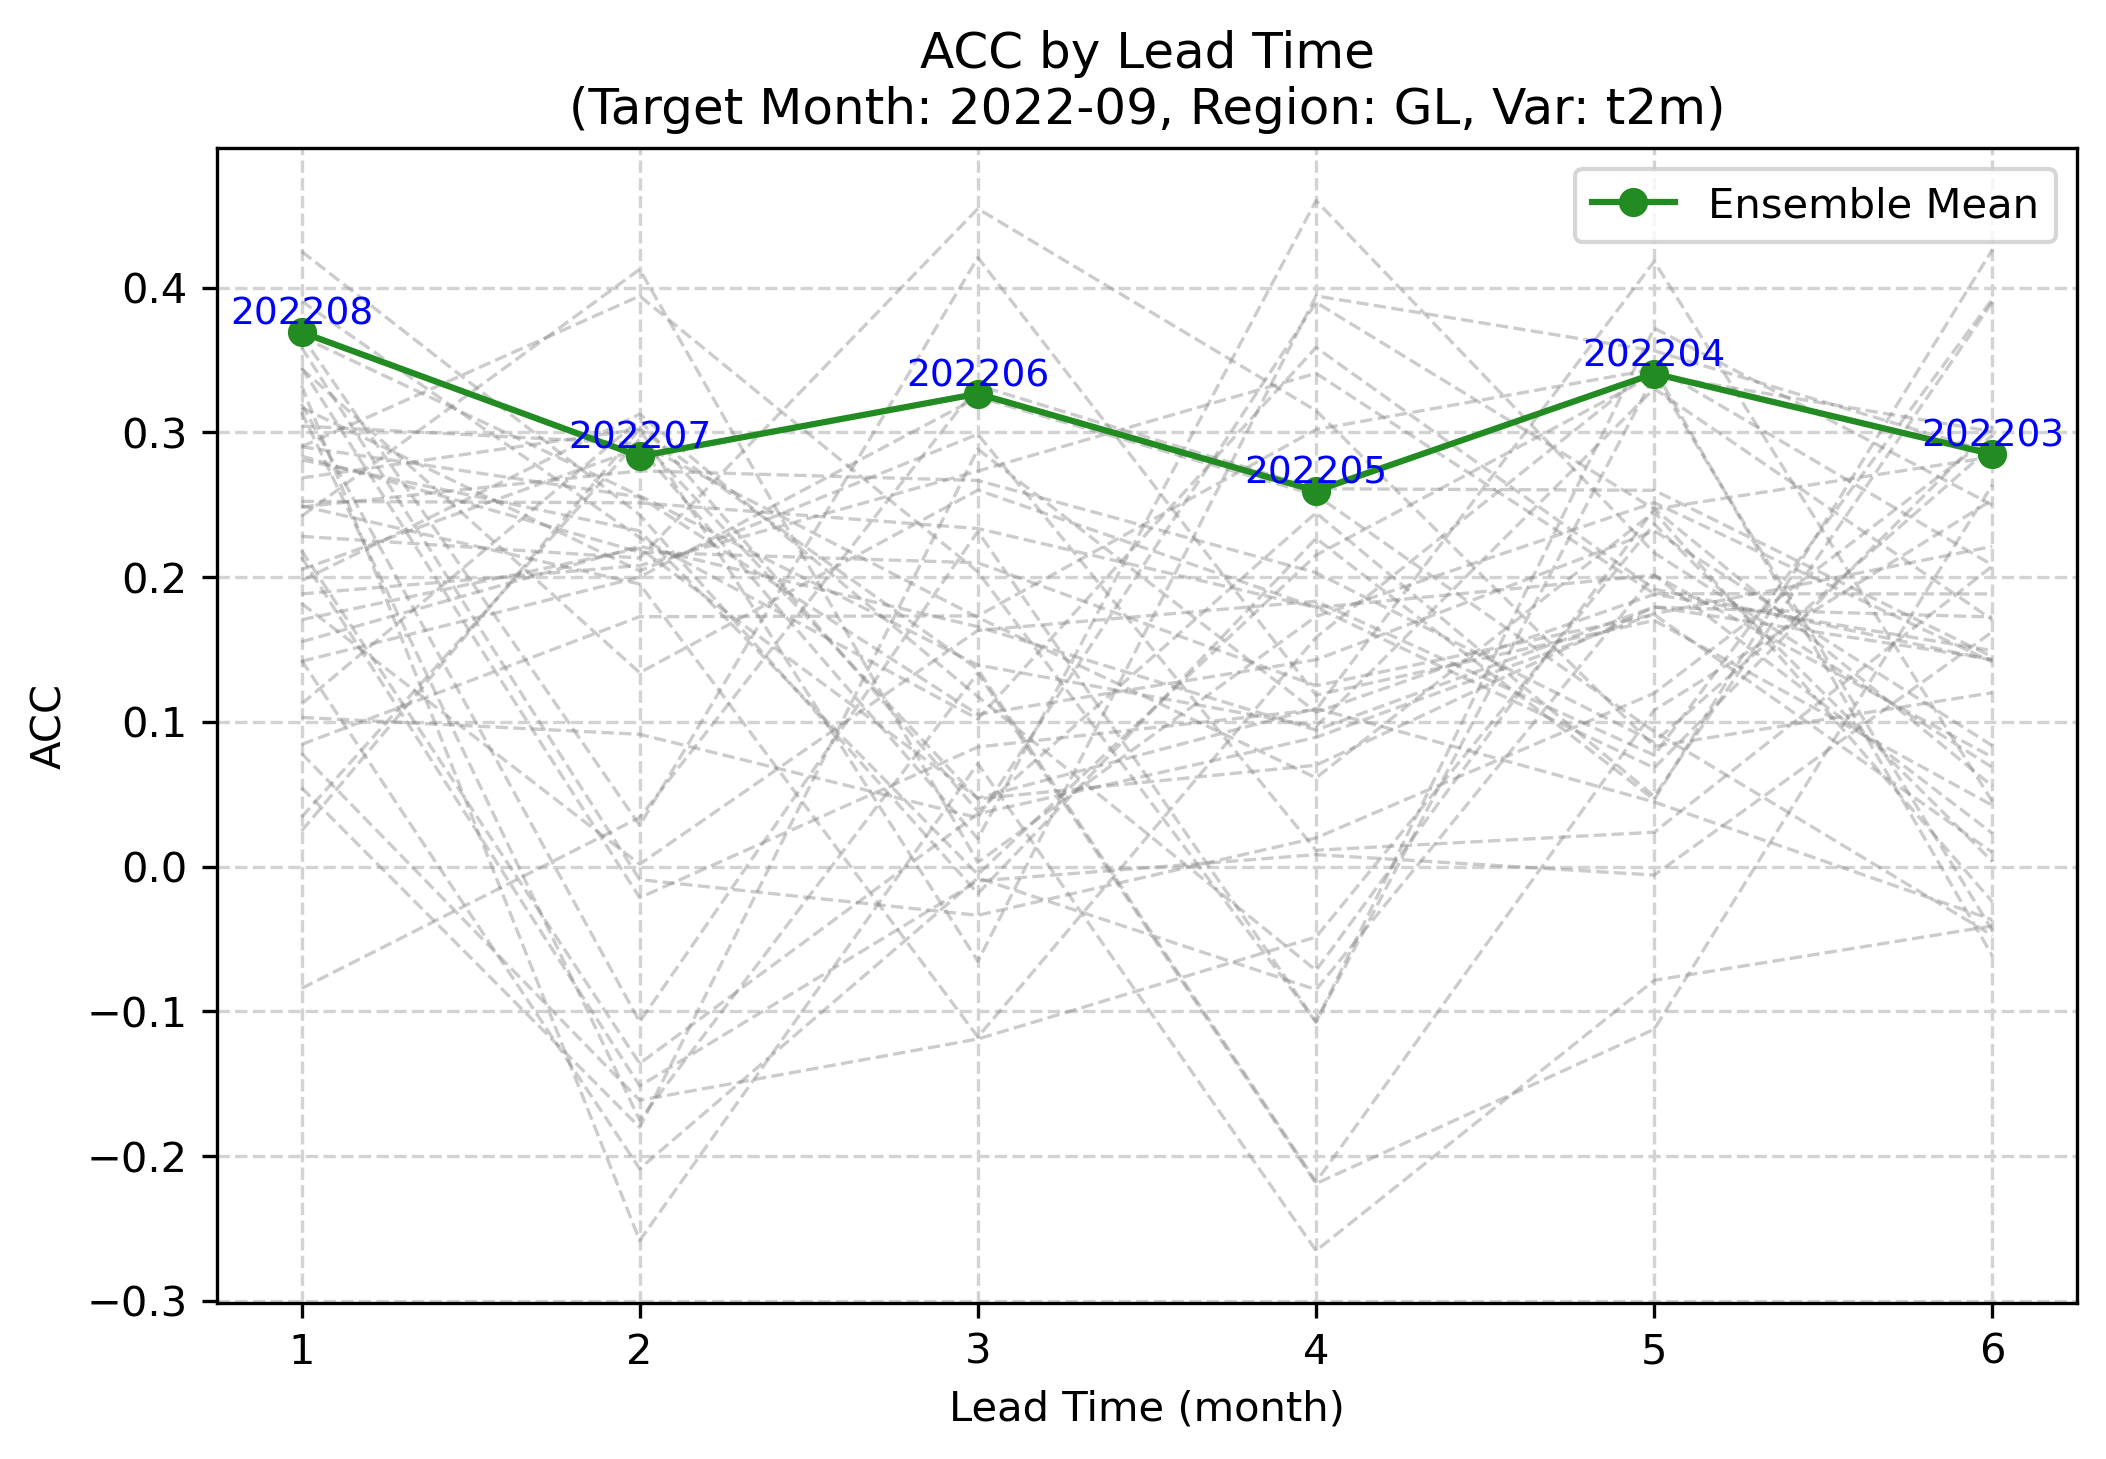 ACC by Lead Time
(Target Month: 2022-09, Region: GL, Var: t2m)
Ensemble Mean
202208
202207
202206
202205
202204
202203
ACC
0.4
0.3
0.2
0.1
0.0
−0.1
−0.2
−0.3
1 2 3 4 5 6
Lead Time (month)